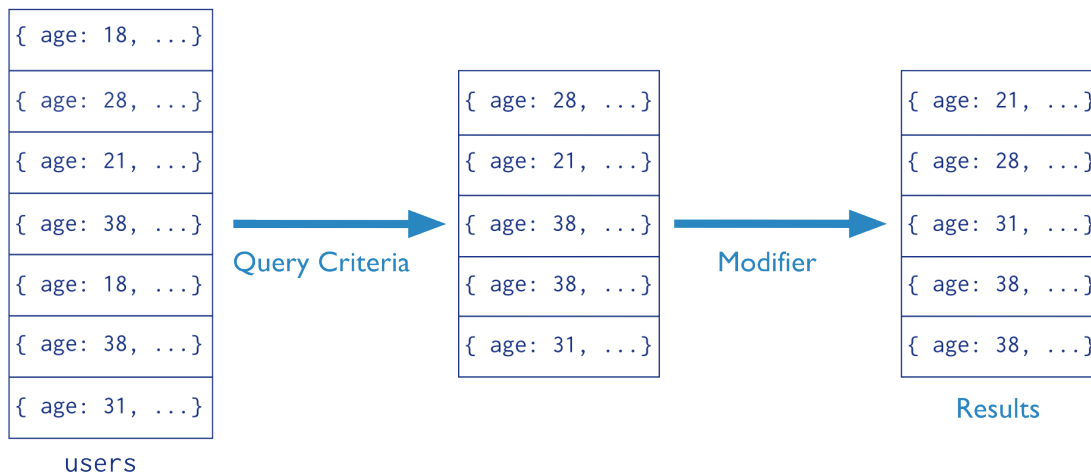 { age: 18, ...}
{ age: 28, ...}
{ age: 21, ...}
{ age: 38, ...}
{ age: 18, ...}
{ age: 38, ...}
{ age: 31, ...}
users
Query Criteria
{ age: 28, ...}
{ age: 21, ...}
{ age: 38, ...}
{ age: 38, ...}
{ age: 31, ...}
Modifier
{ age: 21, ...}
{ age: 28, ...}
{ age: 31, ...}
{ age: 38, ...}
{ age: 38, ...}
Results